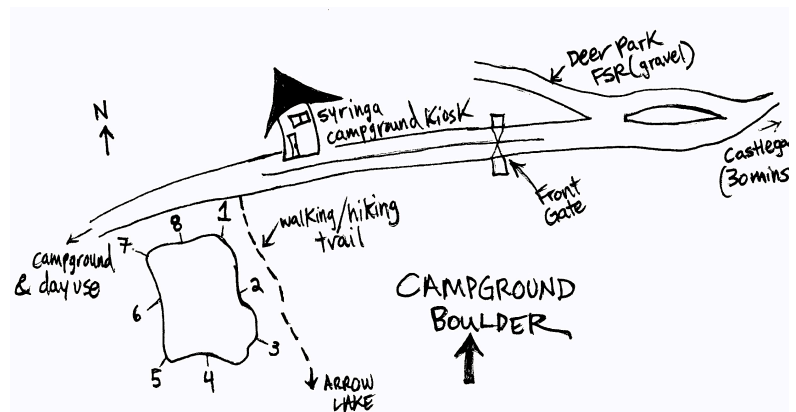 Deer Park
FSR (gravel)
N
syringa
campground kiosk
Castlega
(30mins
Front
Gate
walking/hiking
trail
campground
& day use
1
8
7
2
6
3
5
4
CAMPGROUND
BOULDER
ARROW
LAKE